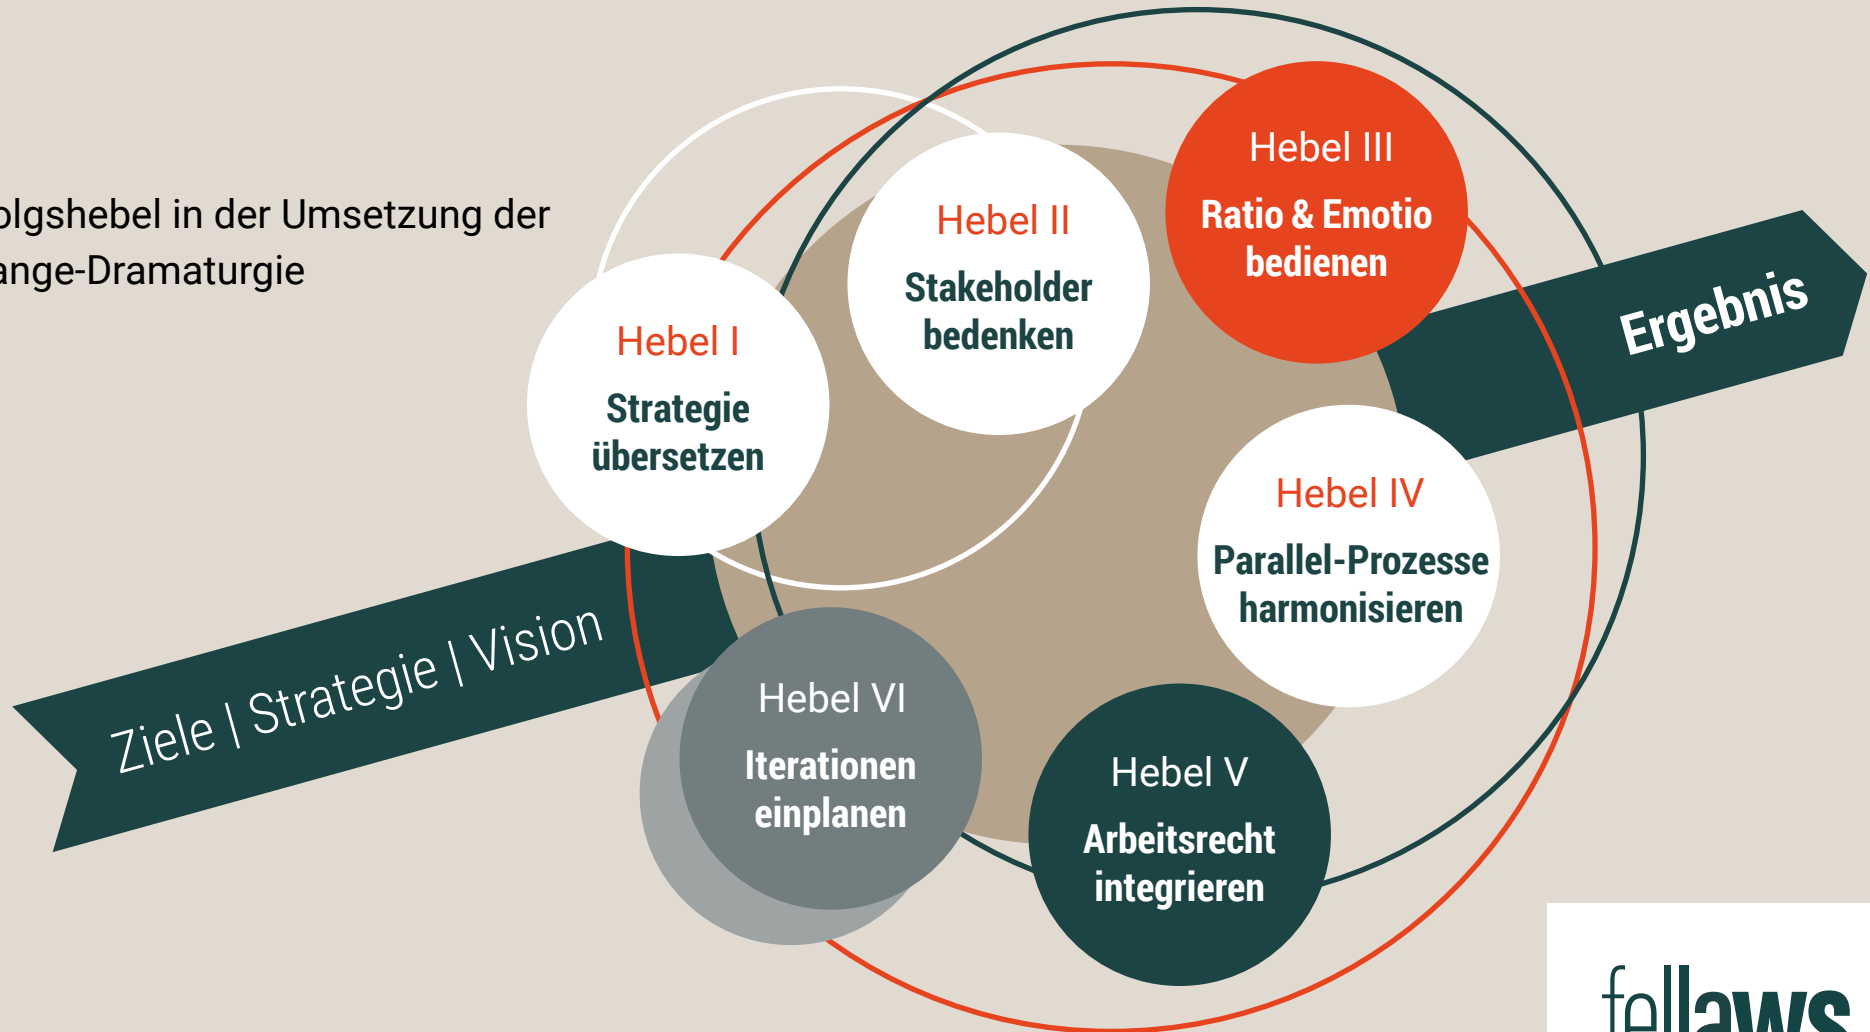 olgshebel in der Umsetzung der
ange-Dramaturgie
Hebel I
Strategie
übersetzen
Hebel II
Stakeholder
bedenken
Hebel III
Ratio & Emotio
bedienen
Hebel IV
Parallel-Prozesse
harmonisieren
Hebel V
Arbeitsrecht
integrieren
Hebel VI
Iterationen
einplanen
Ziele | Strategie | Vision
Ergebnis
fellaws